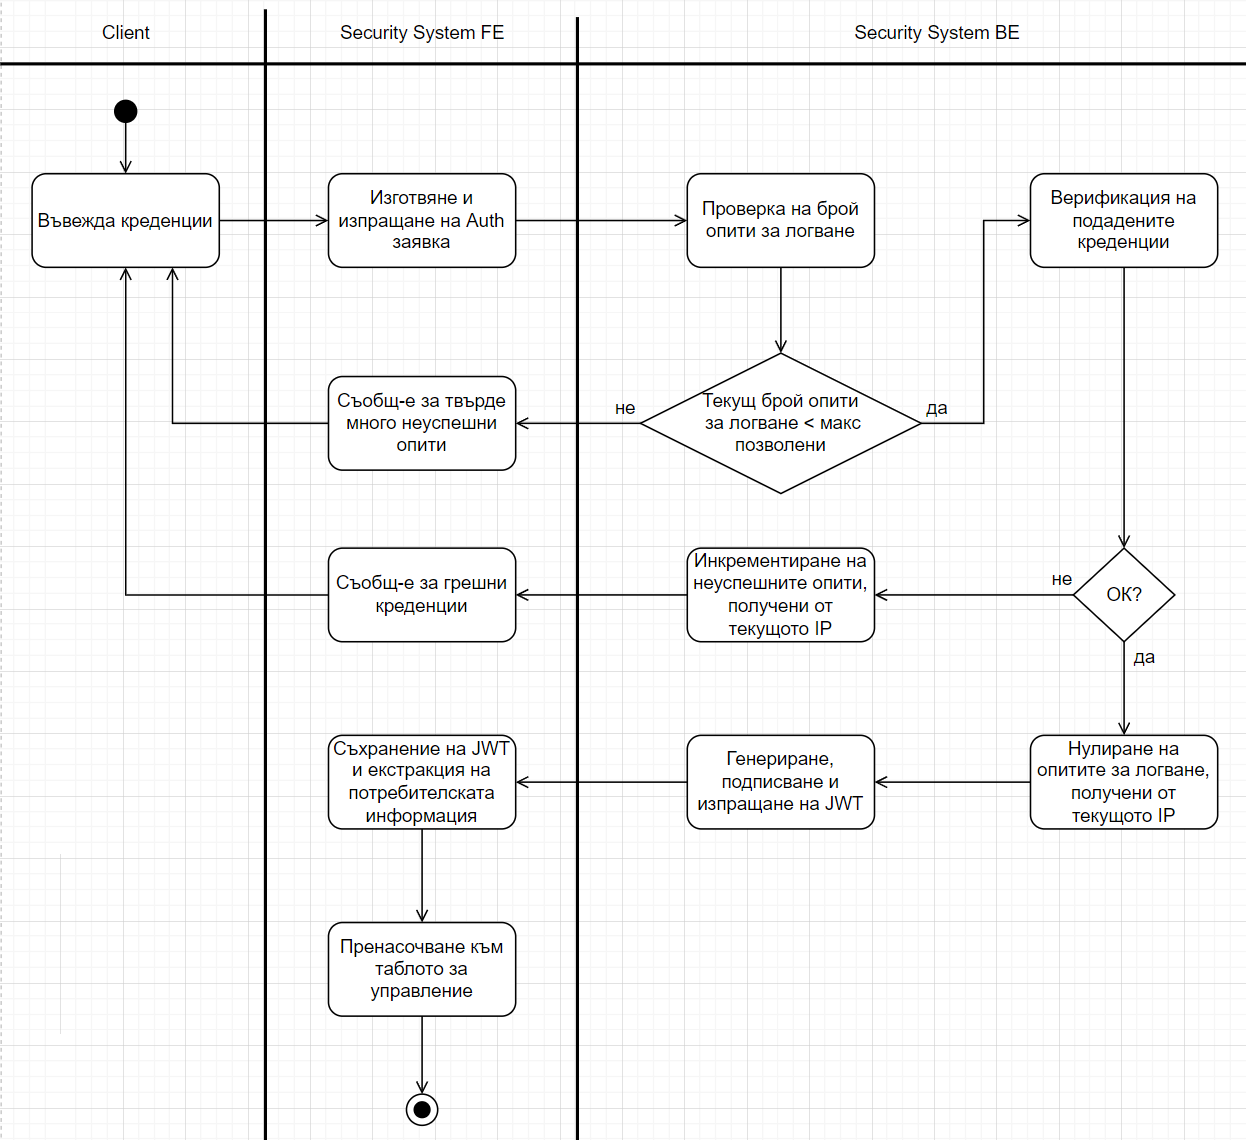 Client
Security System FE
Security System BE
Въвежда креденции
Изготвяне и
изпращане на Auth
заявка
Проверка на брой
опити за логване
Верификация на
подадените
креденции
Съобщ-е за твърде
много неуспешни
опити
не
Текущ брой опити
за логване < макс
позволени
да
Съобщ-е за грешни
креденции
Инкрементиране на
неуспешните опити,
получени от
текущото IP
не
ОК?
да
Съхранение на JWT
и екстракция на
потребителската
информация
Генериране,
подписване и
изпращане на JWT
Нулиране на
опитите за логване,
получени от
текущото IP
Пренасочване към
таблото за
управление